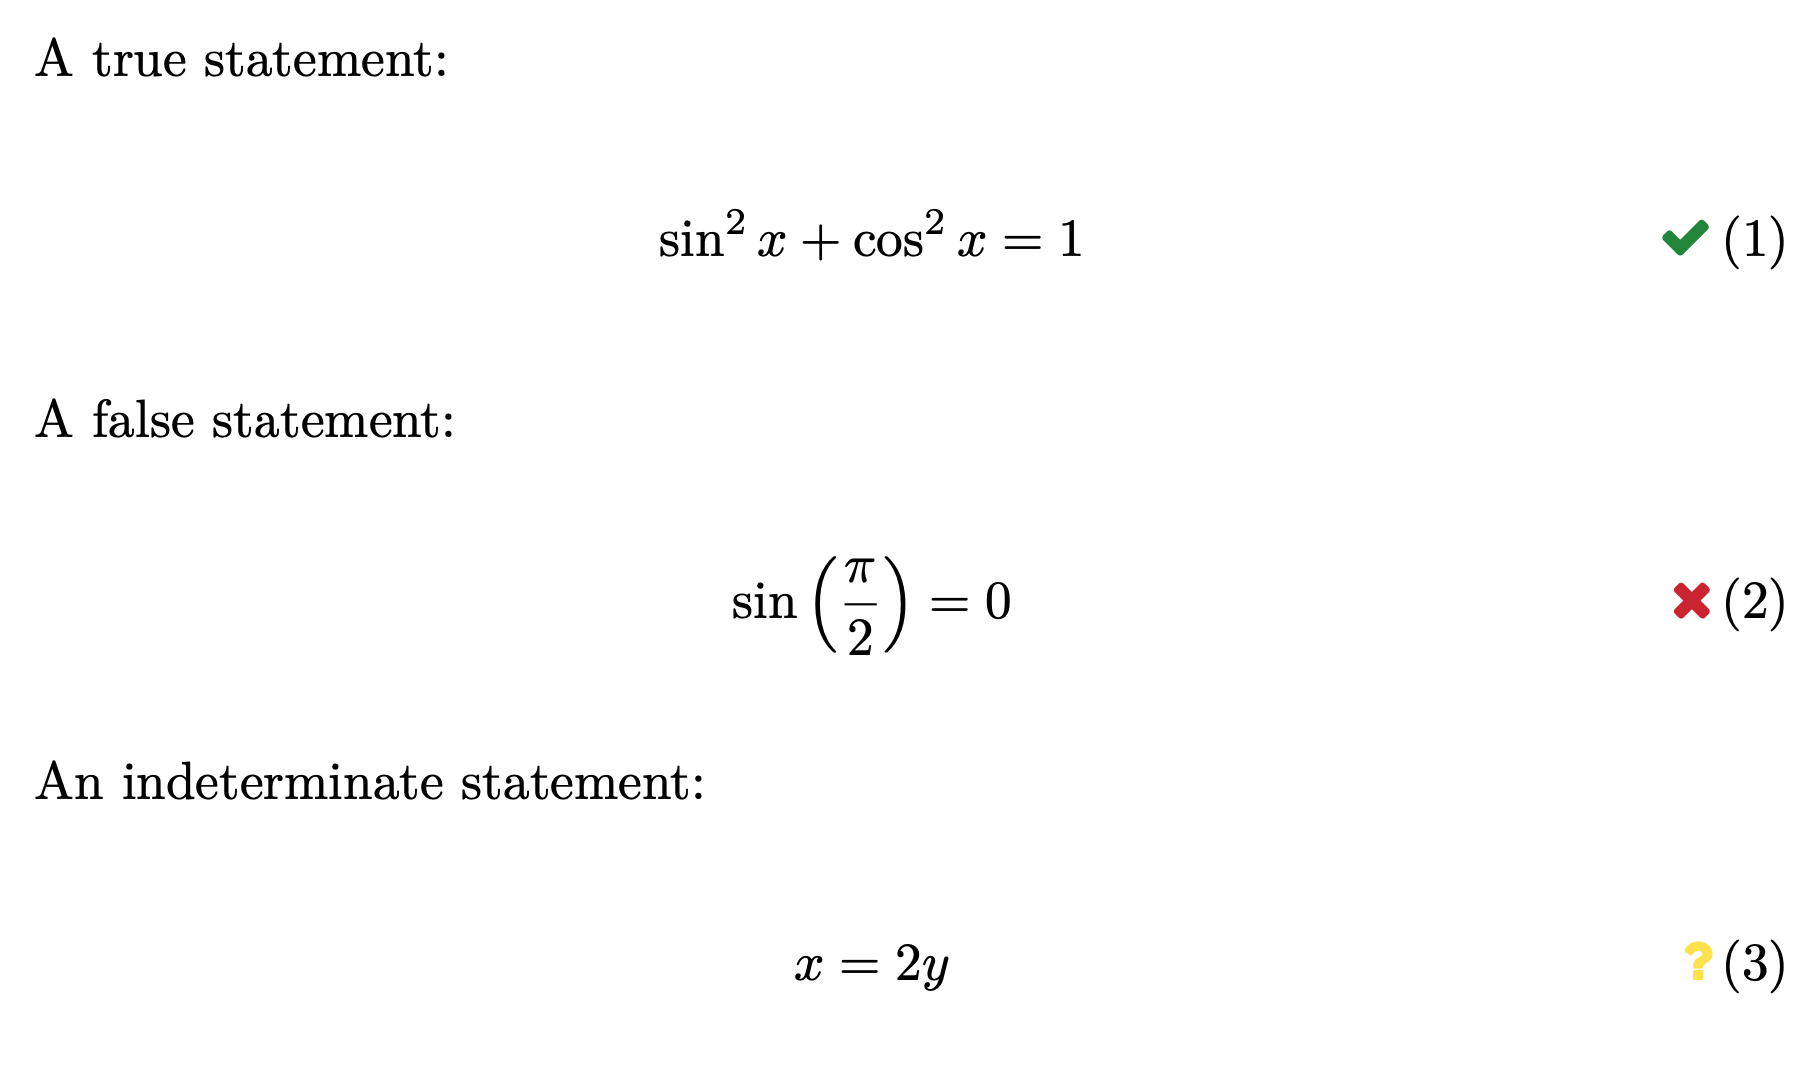 A true statement:
sin² x + cos² x = 1 ✔ (1)
A false statement:
sin (π/2) = 0 ✖ (2)
An indeterminate statement:
x = 2y ? (3)